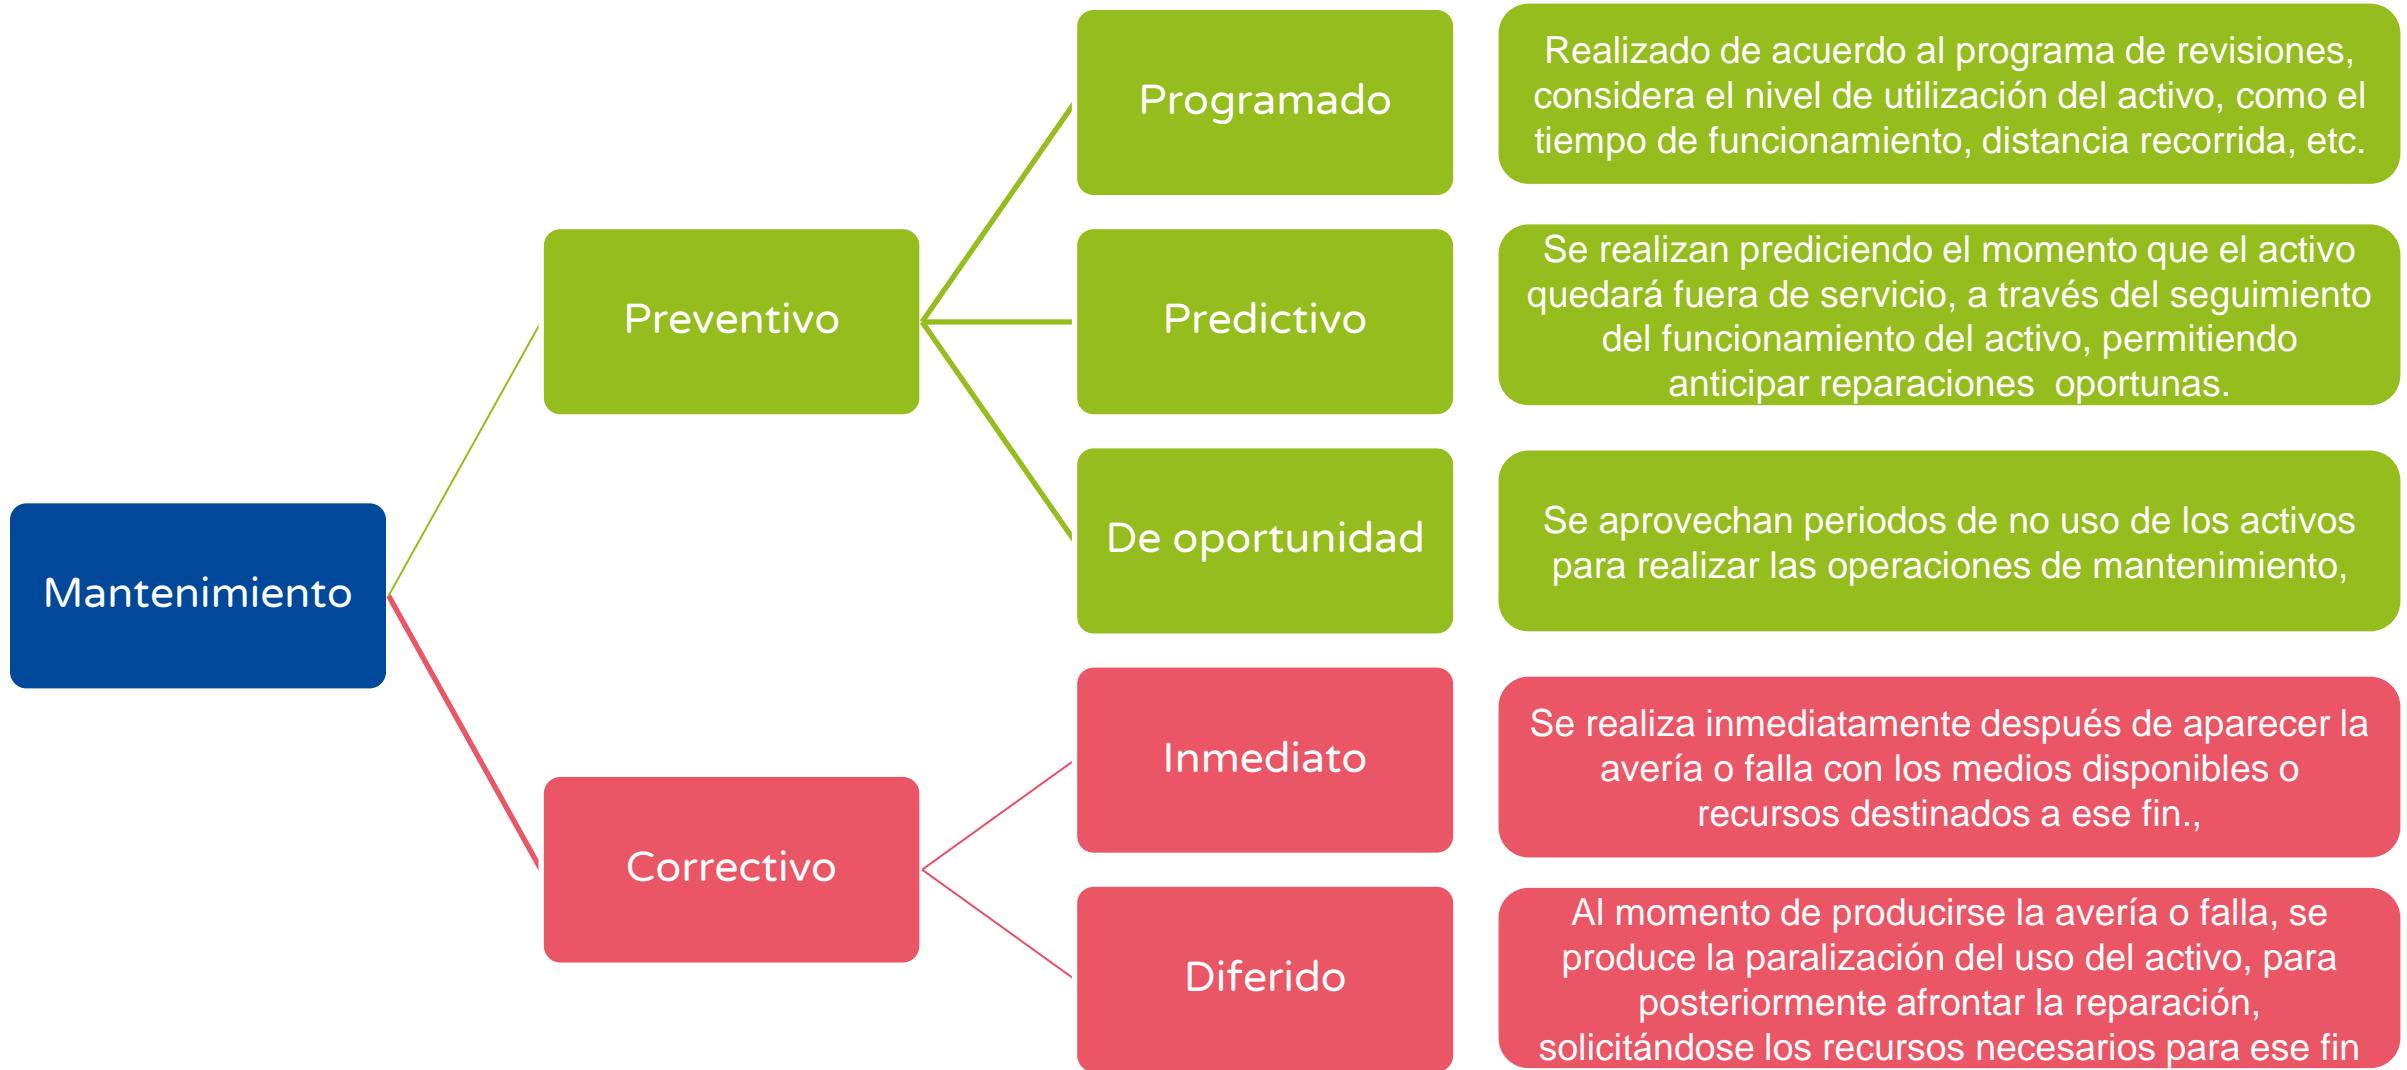 Mantenimiento
Preventivo
Programado
Realizado de acuerdo al programa de revisiones,
considera el nivel de utilización del activo, como el
tiempo de funcionamiento, distancia recorrida, etc.
Predictivo
Se realizan prediciendo el momento que el activo
quedará fuera de servicio, a través del seguimiento
del funcionamiento del activo, permitiendo
anticipar reparaciones  oportunas.
De oportunidad
Se aprovechan periodos de no uso de los activos
para realizar las operaciones de mantenimiento,
Correctivo
Inmediato
Se realiza inmediatamente después de aparecer la
avería o falla con los medios disponibles o
recursos destinados a ese fin.,
Diferido
Al momento de producirse la avería o falla, se
produce la paralización del uso del activo, para
posteriormente afrontar la reparación,
solicitándose los recursos necesarios para ese fin